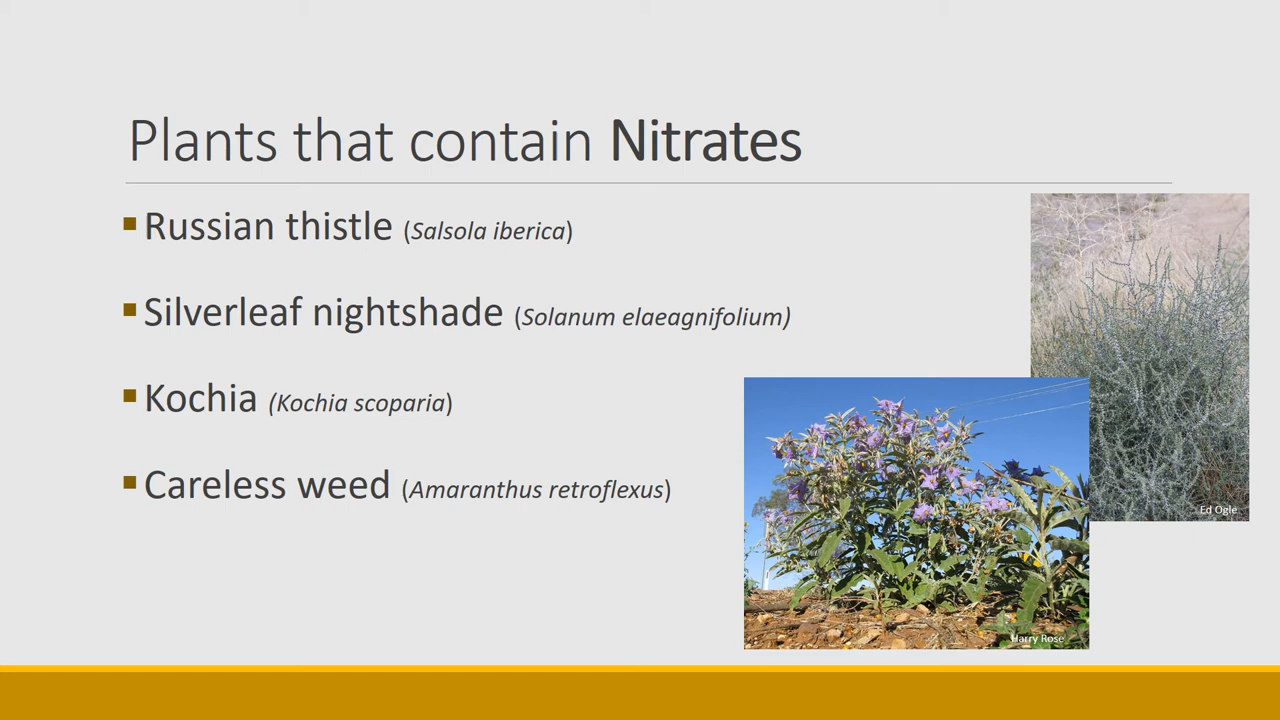 Plants that contain Nitrates
Russian thistle (Salsola iberica)
Silverleaf nightshade (Solanum elaeagnifolium)
Kochia (Kochia scoparia)
Careless weed (Amaranthus retroflexus)
Ed Ogle
Harry Rose